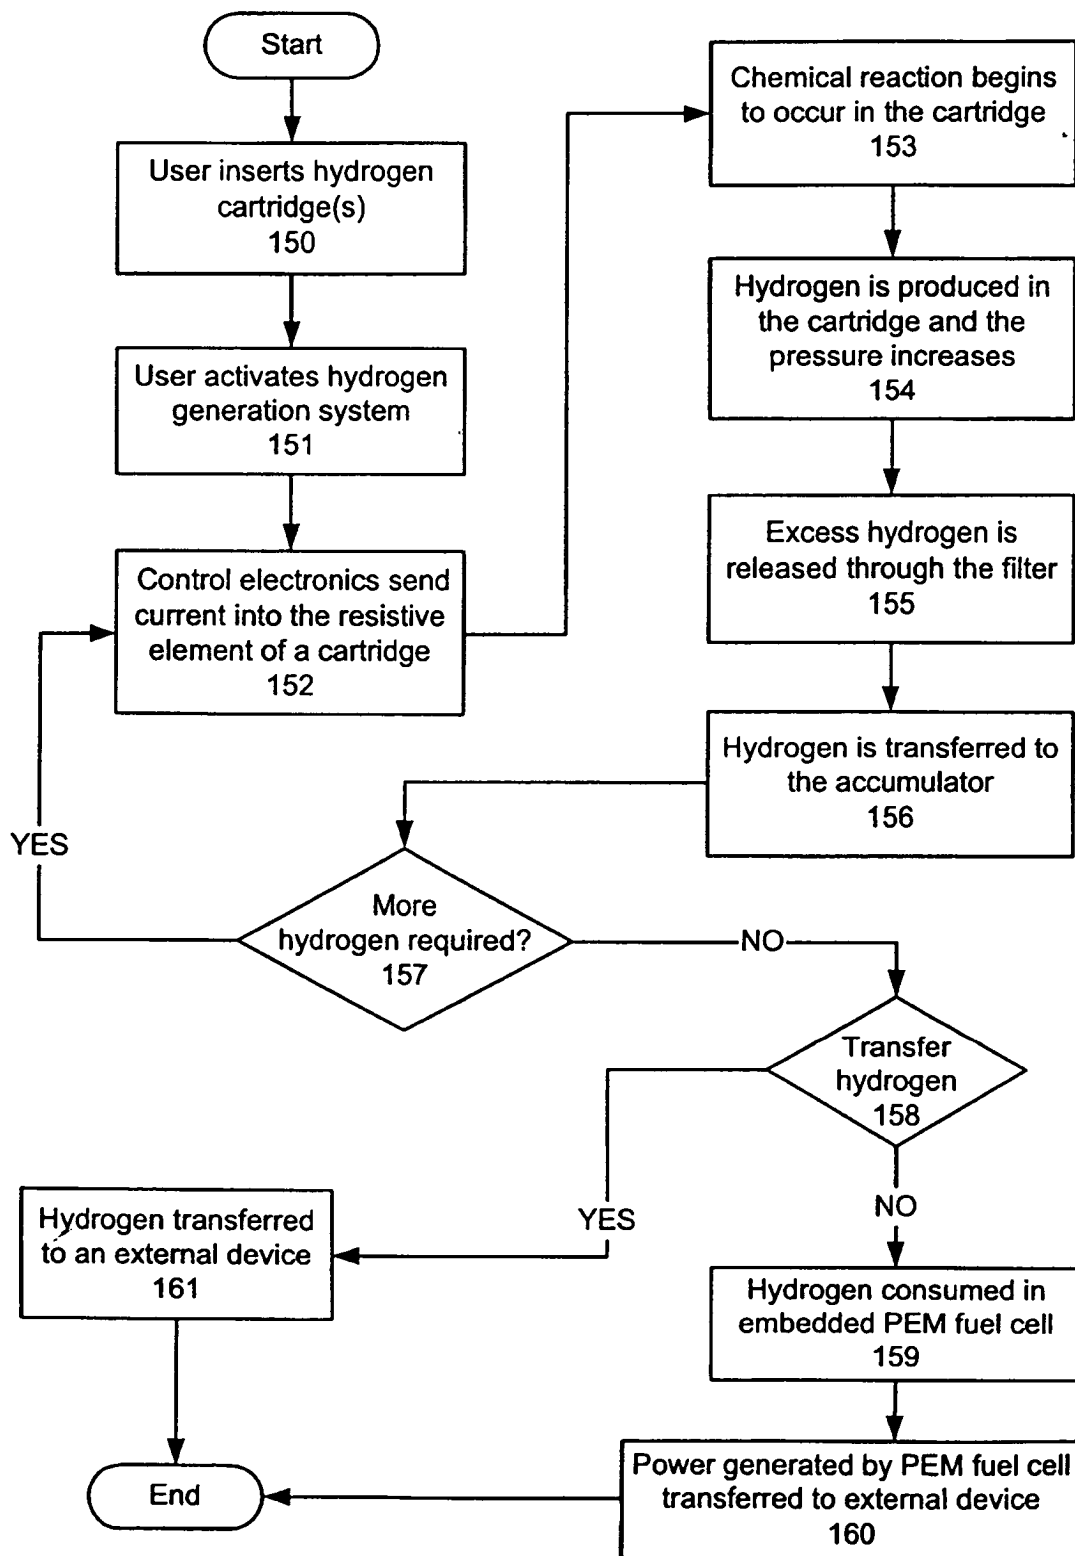 Start
User inserts hydrogen
cartridge(s)
150
User activates hydrogen
generation system
151
Control electronics send
current into the resistive
element of a cartridge
152
Chemical reaction begins
to occur in the cartridge
153
Hydrogen is produced in
the cartridge and the
pressure increases
154
Excess hydrogen is
released through the filter
155
Hydrogen is transferred to
the accumulator
156
YES
More
hydrogen required?
157
NO
Transfer
hydrogen
158
YES
NO
Hydrogen transferred
to an external device
161
Hydrogen consumed in
embedded PEM fuel cell
159
Power generated by PEM fuel cell
transferred to external device
160
End